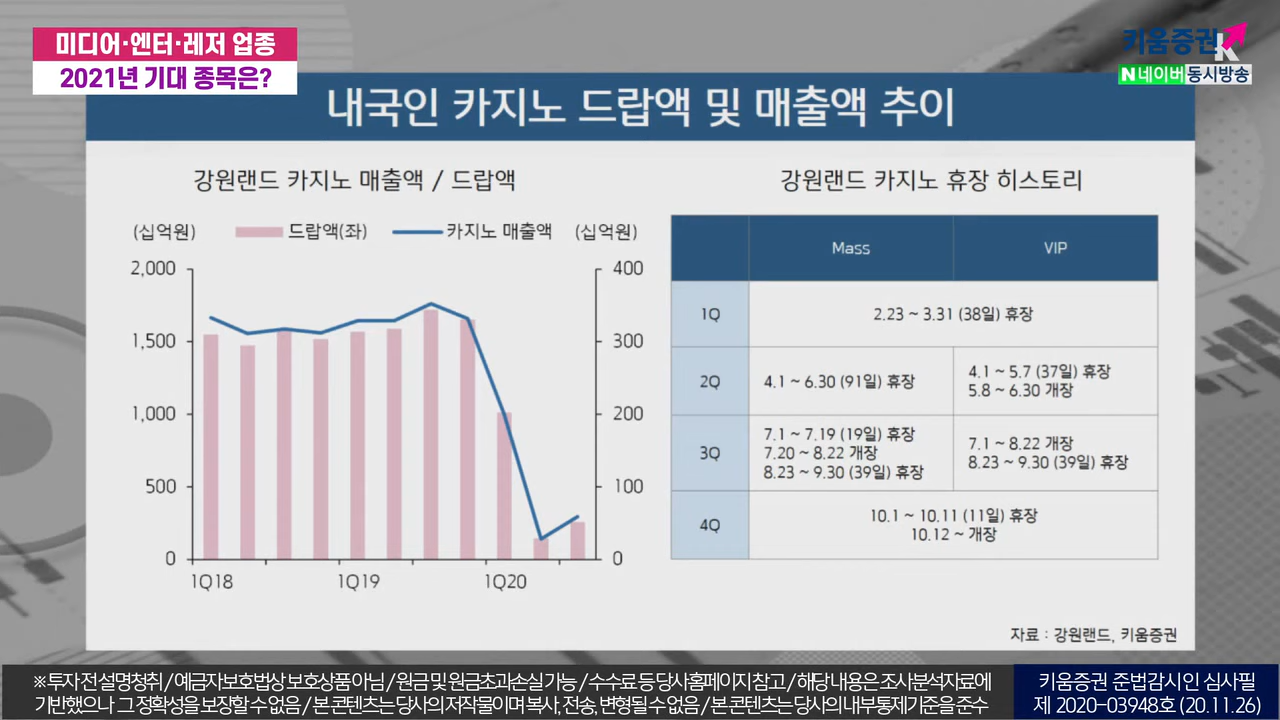 미디어·엔터·레저 업종
2021년 기대 종목은?
키움증권
N 네이버 동시방송
내국인 카지노 드랍액 및 매출액 추이
강원랜드 카지노 매출액 / 드랍액
(십억원) 드랍액(좌) 카지노 매출액 (십억원)
2,000 400
1,500 300
1,000 200
500 100
0 0
1Q18 1Q19 1Q20
강원랜드 카지노 휴장 히스토리
Mass VIP
1Q 2.23 ~ 3.31 (38일) 휴장
2Q 4.1 ~ 6.30 (91일) 휴장
4.1 ~ 5.7 (37일) 휴장
5.8 ~ 6.30 개장
3Q
7.1 ~ 7.19 (19일) 휴장
7.20 ~ 8.22 개장
8.23 ~ 9.30 (39일) 휴장
7.1 ~ 8.22 개장
8.23 ~ 9.30 (39일) 휴장
4Q
10.1 ~ 10.11 (11일) 휴장
10.12 ~ 개장
자료 : 강원랜드, 키움증권
※ 투자 전 설명청취 / 예금자보호법상 보호상품 아님 / 원금 및 원금초과손실 가능 / 수수료 등 당사홈페이지 참고 / 해당 내용은 조사분석자료에
기반했으나 그 정확성을 보장할 수 없음 / 본 콘텐츠는 당사의 저작물이며 복사, 전송, 변형될 수 없음 / 본 콘텐츠는 당사의 내부통제기준을 준수
키움증권 준법감시인 심사필
제 2020-03948호 (20.11.26)